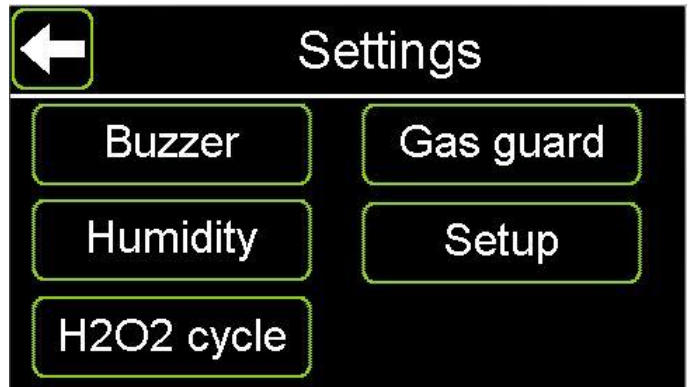 Settings
Buzzer
Gas guard
Humidity
Setup
H2O2 cycle